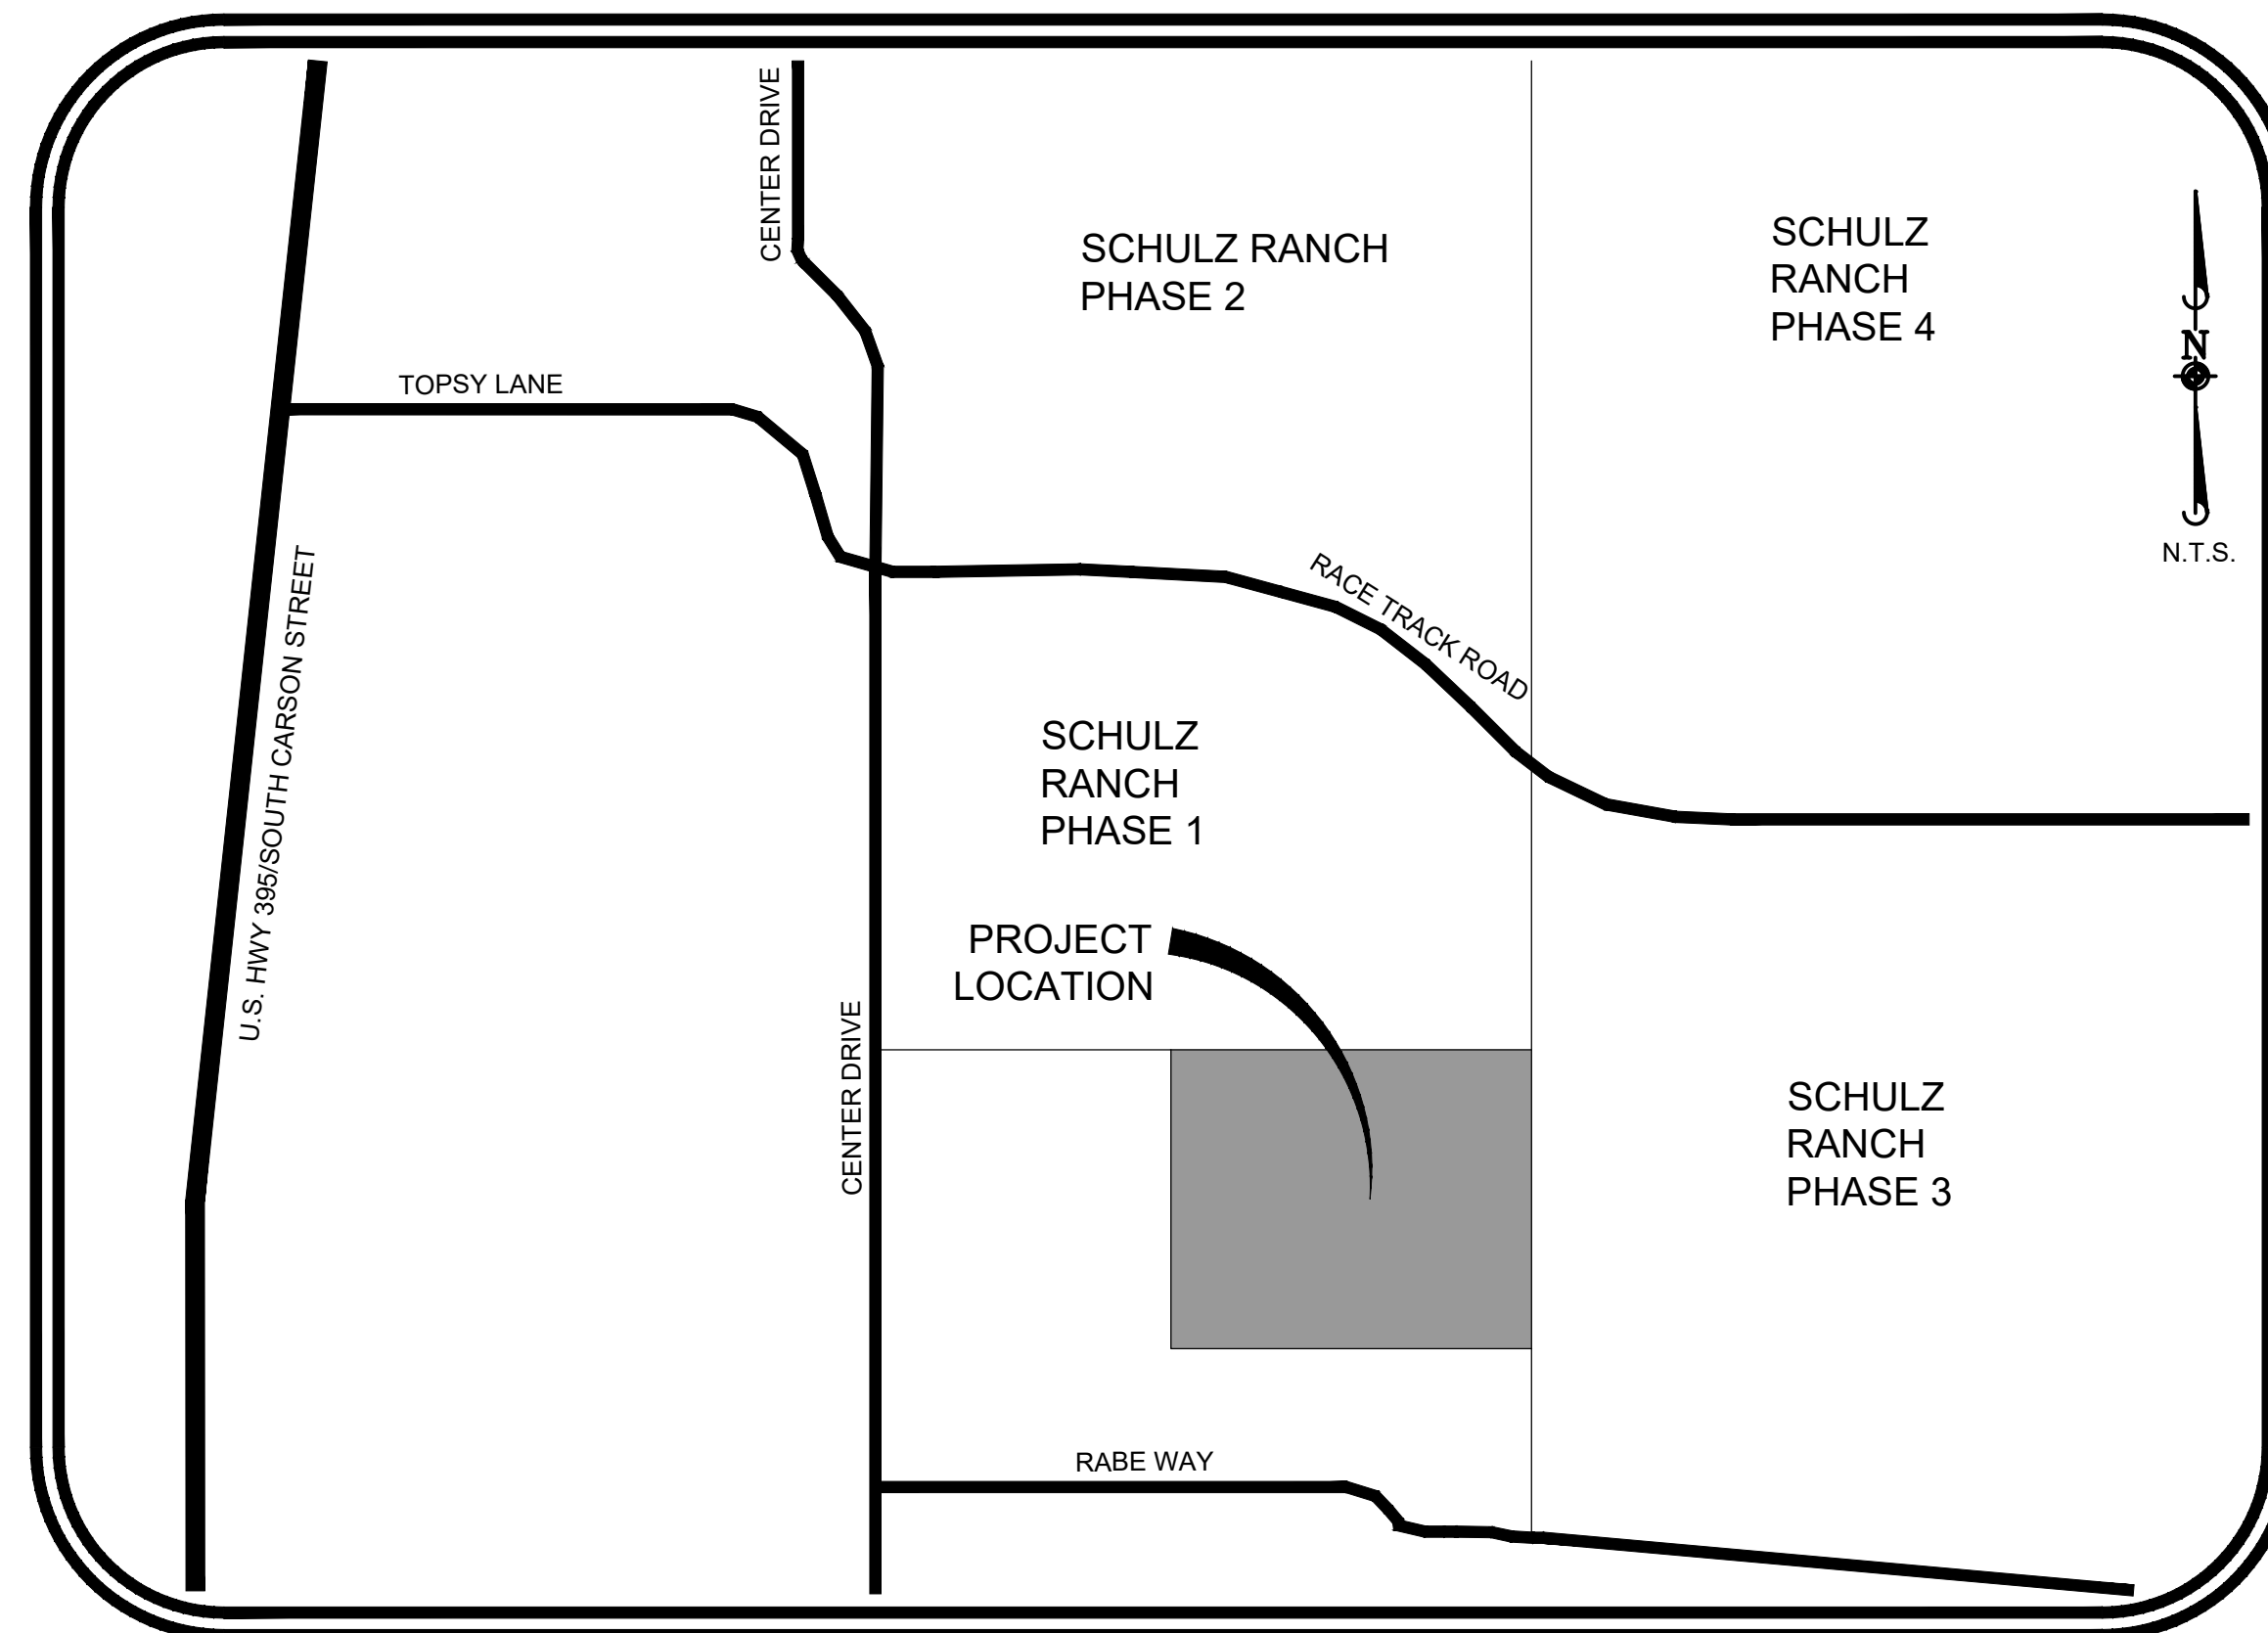 CENTER DRIVE
SCHULZ RANCH
PHASE 2
SCHULZ
RANCH
PHASE 4
N
N.T.S.
TOPSY LANE
RACE TRACK ROAD
U.S. HWY 395/SOUTH CARSON STREET
SCHULZ
RANCH
PHASE 1
PROJECT
LOCATION
CENTER DRIVE
SCHULZ
RANCH
PHASE 3
RABE WAY